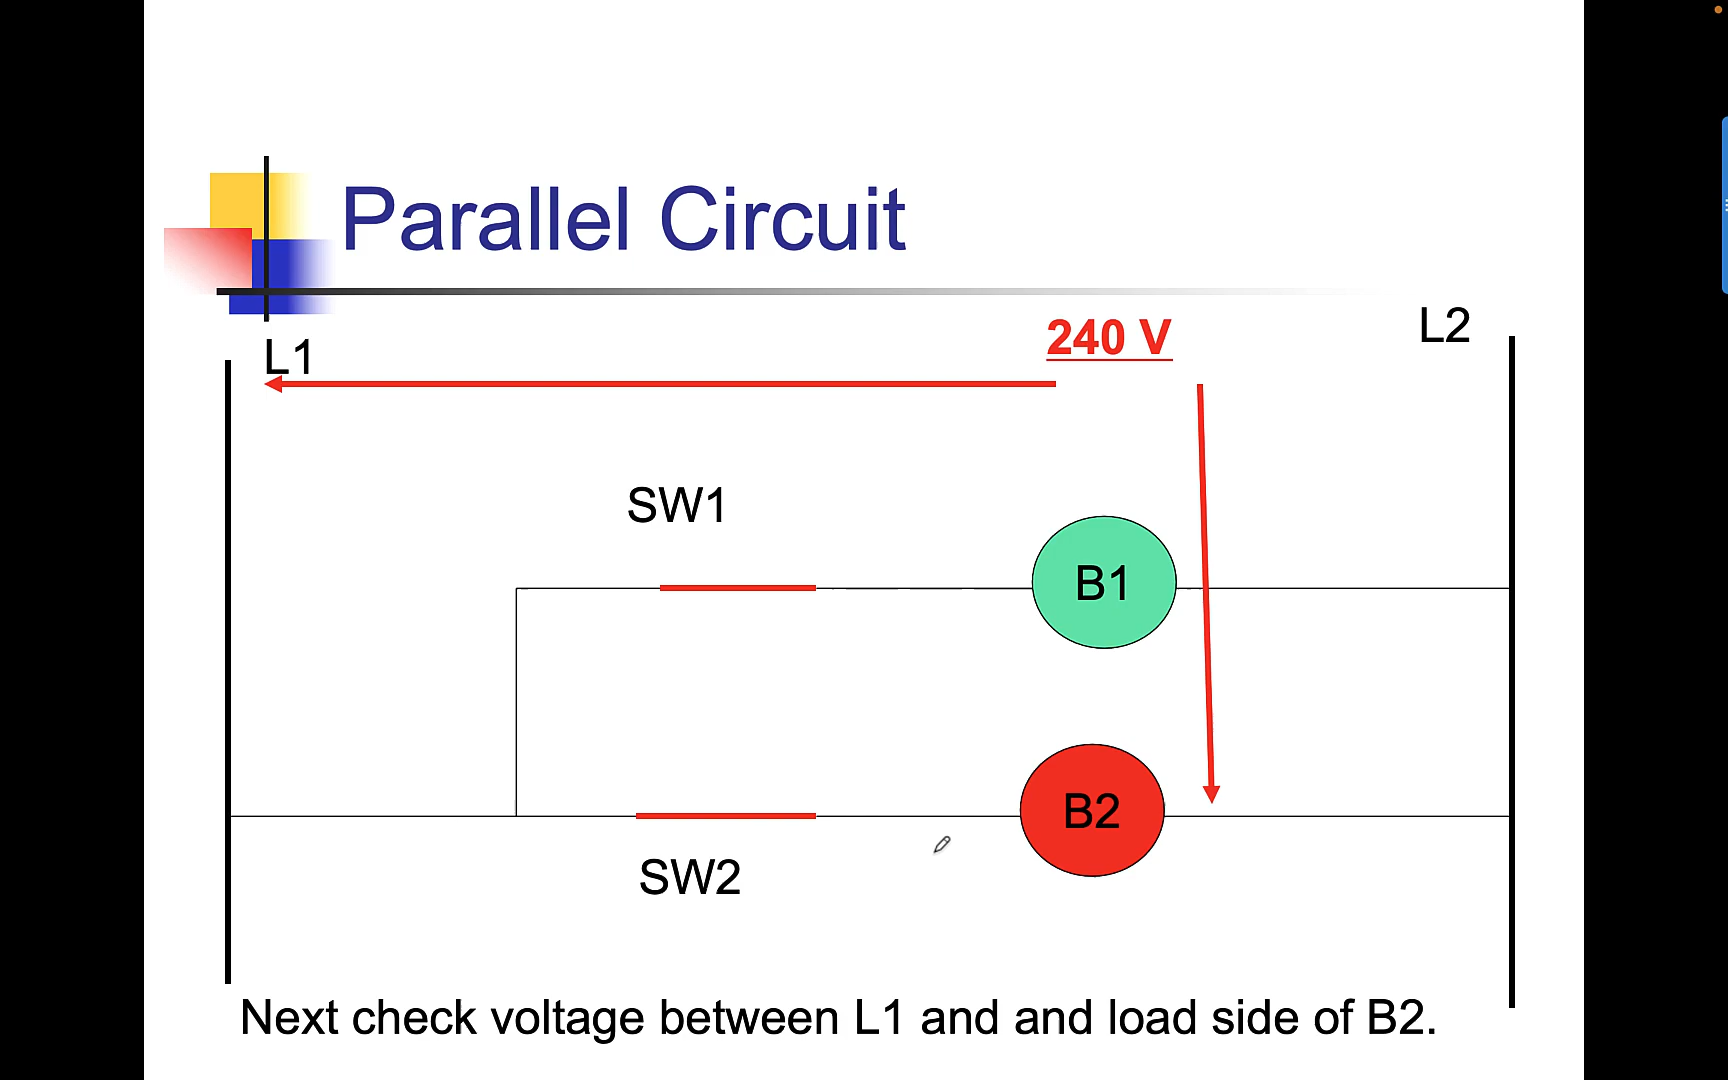 Parallel Circuit
L1
240 V
L2
SW1
B1
B2
SW2
Next check voltage between L1 and and load side of B2.